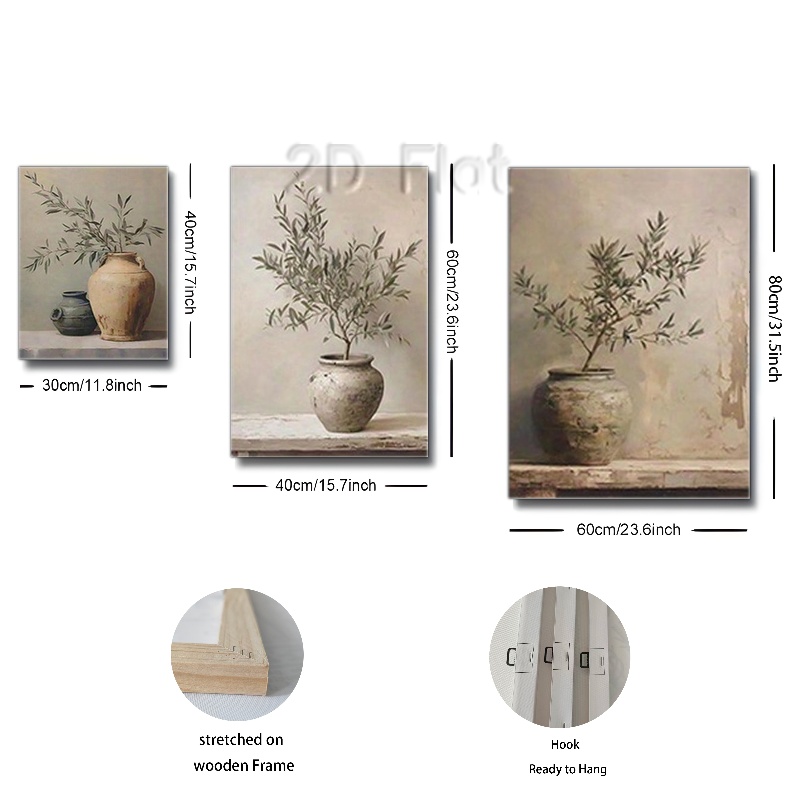 2D Flat
40cm/15.7inch
60cm/23.6inch
80cm/31.5inch
30cm/11.8inch
40cm/15.7inch
60cm/23.6inch
stretched on
wooden Frame
Hook
Ready to Hang